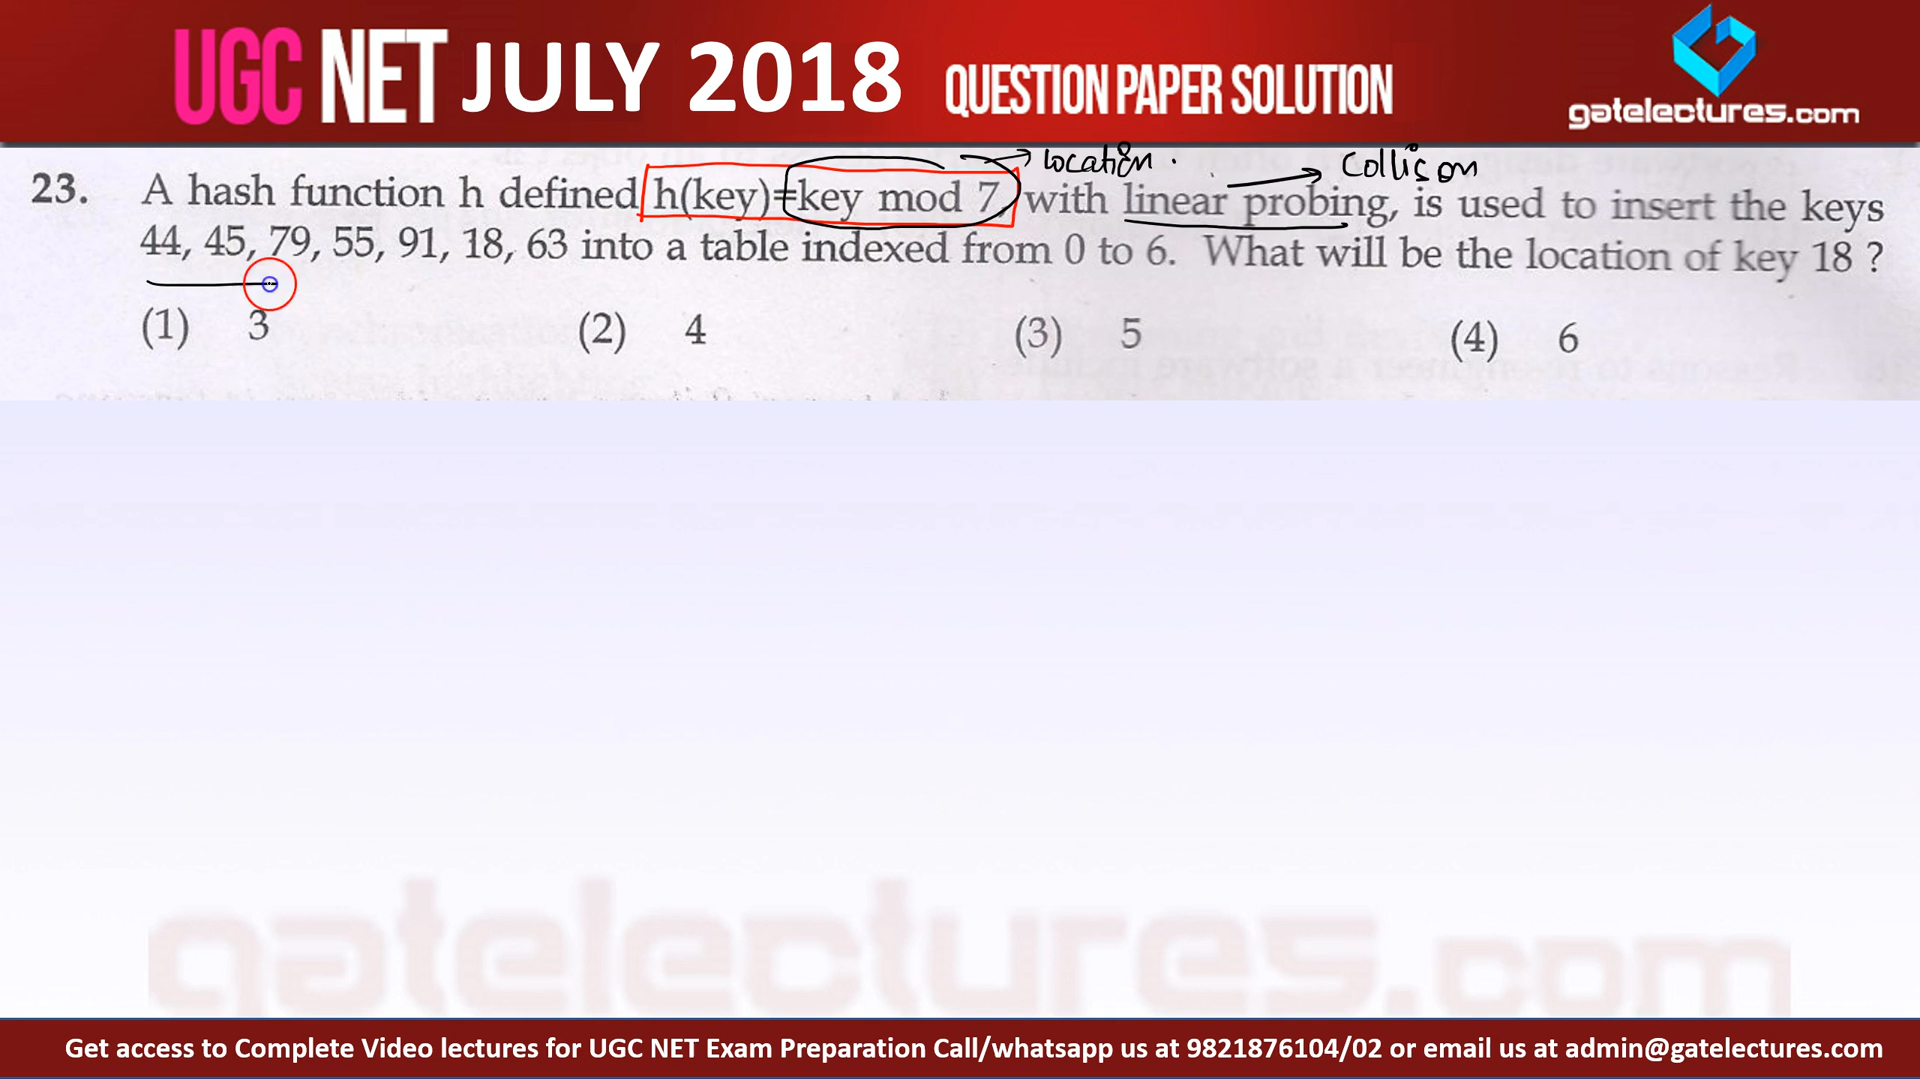 UGC NET JULY 2018 QUESTION PAPER SOLUTION
gatelectures.com
location .
Collison
23. A hash function h defined h(key)=key mod 7, with linear probing, is used to insert the keys
44, 45, 79, 55, 91, 18, 63 into a table indexed from 0 to 6. What will be the location of key 18 ?
(1) 3 (2) 4 (3) 5 (4) 6
gatelectures.com
Get access to Complete Video lectures for UGC NET Exam Preparation Call/whatsapp us at 9821876104/02 or email us at admin@gatelectures.com